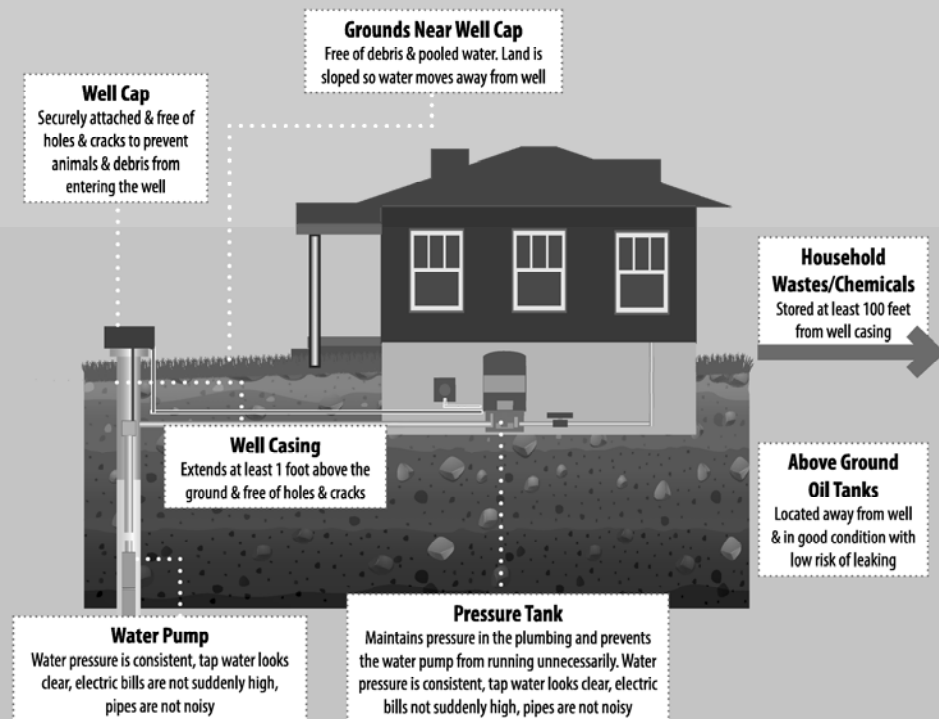 Grounds Near Well Cap
Free of debris & pooled water. Land is
sloped so water moves away from well
Well Cap
Securely attached & free of
holes & cracks to prevent
animals & debris from
entering the well
Household
Wastes/Chemicals
Stored at least 100 feet
from well casing
Well Casing
Extends at least 1 foot above the
ground & free of holes & cracks
Above Ground
Oil Tanks
Located away from well
& in good condition with
low risk of leaking
Water Pump
Water pressure is consistent, tap water looks
clear, electric bills are not suddenly high,
pipes are not noisy
Pressure Tank
Maintains pressure in the plumbing and prevents
the water pump from running unnecessarily. Water
pressure is consistent, tap water looks clear, electric
bills not suddenly high, pipes are not noisy